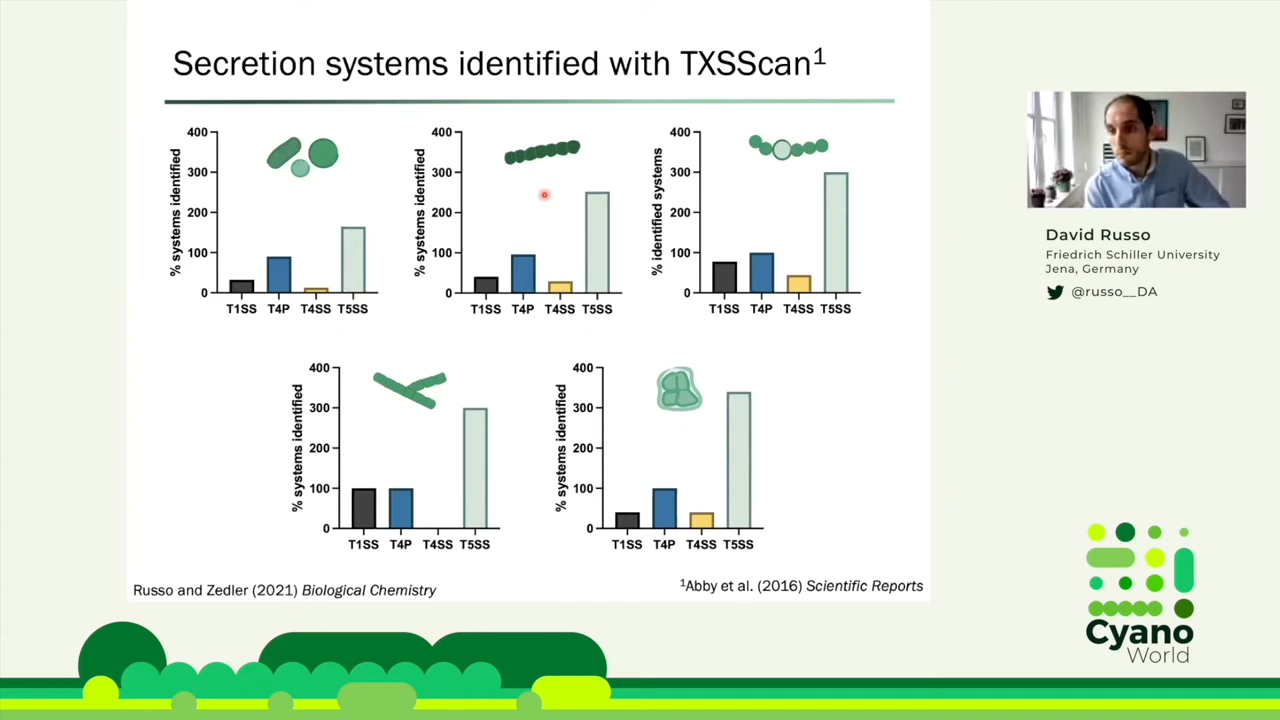 Secretion systems identified with TXSScan1
400
300
200
100
0
% systems identified
T1SS T4P T4SS T5SS
400
300
200
100
0
% systems identified
T1SS T4P T4SS T5SS
400
300
200
100
0
% identified systems
T1SS T4P T4SS T5SS
400
300
200
100
0
% systems identified
T1SS T4P T4SS T5SS
400
300
200
100
0
% systems identified
T1SS T4P T4SS T5SS
Russo and Zedler (2021) Biological Chemistry
1Abby et al. (2016) Scientific Reports
David Russo
Friedrich Schiller University
Jena, Germany
@russo__DA
Cyano
World